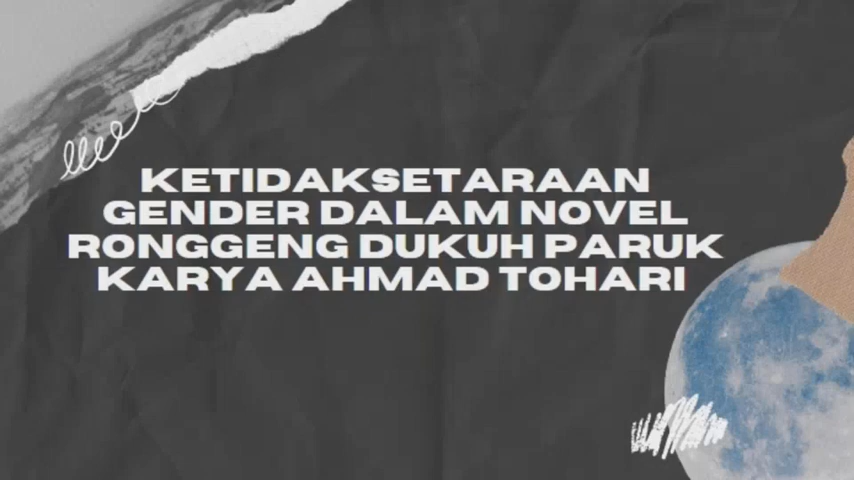 KETIDAKSETARAAN
GENDER DALAM NOVEL
RONGGENG DUKUH PARUK
KARYA AHMAD TOHARI